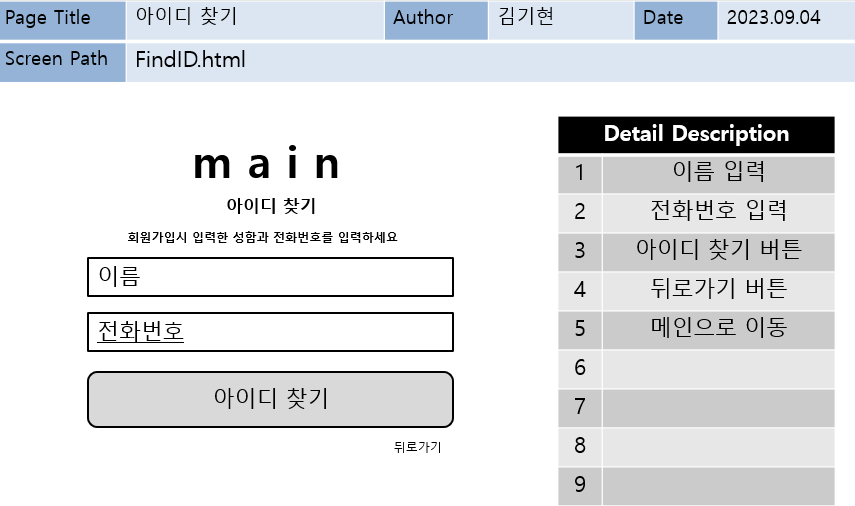 Page Title 아이디 찾기 Author 김기현 Date 2023.09.04
Screen Path FindID.html
main
아이디 찾기
회원가입시 입력한 성함과 전화번호를 입력하세요
이름
전화번호
아이디 찾기
뒤로가기
Detail Description
1 이름 입력
2 전화번호 입력
3 아이디 찾기 버튼
4 뒤로가기 버튼
5 메인으로 이동
6
7
8
9